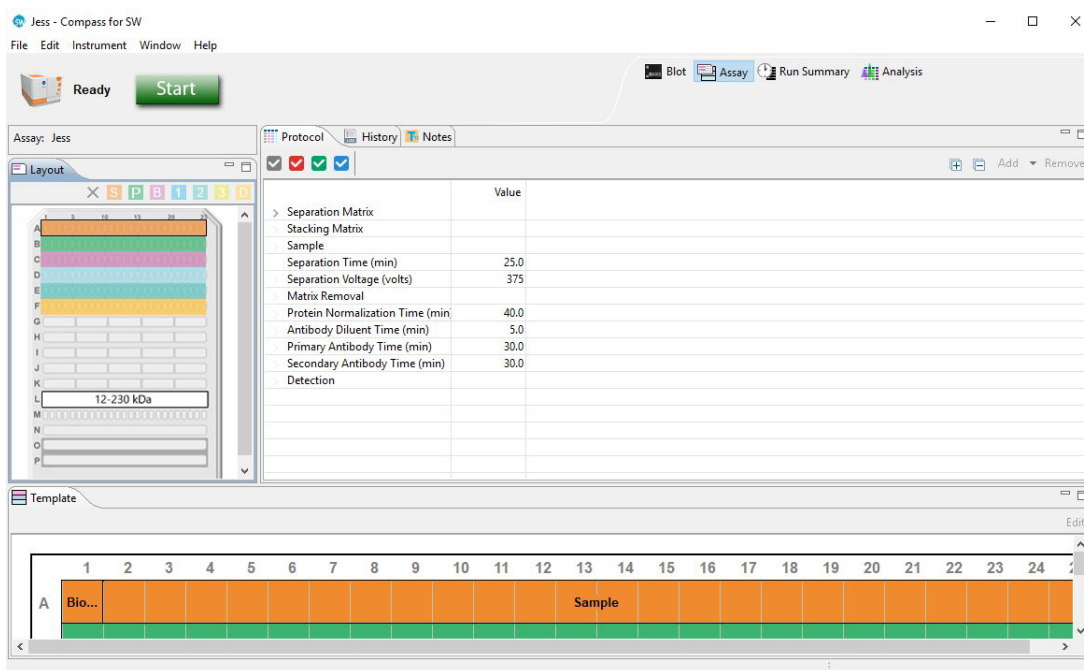 Jess - Compass for SW
File Edit Instrument Window Help
Ready Start
Blot Assay Run Summary Analysis
Assay: Jess
Layout
S P B 1 2 3 D
A
B
C
D
E
F
G
H
I
J
K
L 12-230 kDa
M
N
O
P
Protocol History Notes
Add Remove
Value
Separation Matrix
Stacking Matrix
Sample
Separation Time (min) 25.0
Separation Voltage (volts) 375
Matrix Removal
Protein Normalization Time (min 40.0
Antibody Diluent Time (min) 5.0
Primary Antibody Time (min) 30.0
Secondary Antibody Time (min) 30.0
Detection
Template
Edit
1 2 3 4 5 6 7 8 9 10 11 12 13 14 15 16 17 18 19 20 21 22 23 24
A Bio... Sample